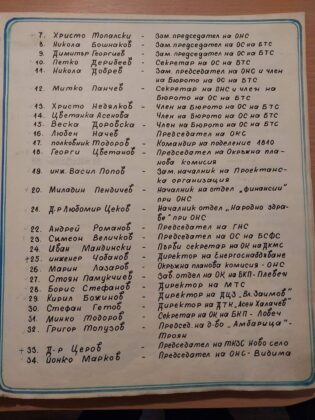 + 7. Христо Топалски - Зам. председател на ОНС
8. Никола Бошнаков - Зам. председател на ОС на БТС
9. Димитър Георгиев - Зам. председател на ОС на БТС
10. Петко Деридеев - Секретар на ОС на БТС
11. Никола Добрев - Зам. председател на ОНС и член
на Бюрото на ОС на БТС
12. Митко Панчев - Секретар на ОНС и член на
Бюрото на ОС на БТС
13. Христо Недялков - Член на Бюрото на ОС на БТС
14. Цветанка Асенова - Член на Бюрото на ОС на БТС
15. Веска Доровска - Член на Бюрото на ОС на БТС
16. Любен Начев - Председател на ОКС
17. полковник Тодоров - Командир на поделение
18. Георги Цветанов - Председател на Окръжна пла-
нова комисия
19. инж. Васил Попов - Зам. началник на Проектанс-
ка организация
20. Миладин Пендичев - Началник на отдел „финансии"
при ОНС
21. Д-р Любомир Цеков - Началник отдел „Народно здра-
ве" при ОНС
22. Андрей Романов - Председател на ГНС
23. Симеон Величков - Председател на ОС на БСФС
24. Иван Мандински - Първи секретар на ОК на ДКМС
+25. инженер Чобанов - Директор на Енергоснабдяване
26. Марин Лазаров - Окръжна планова комисия - ОНС
27. Стоян Памукчиев - Зав. отдел на ОК на БКП - Плевен
28. Борис Стефанов - Директор на МТС
29. Кирил Божинов - Директор на ДЦЗ „Вл. Заимов"
30. Стефан Гетов - Директор на ДТК „Асен Халачев"
31. Минко Тодоров - Секретар на ОК на БКП - Ловеч
32. Григор Топузов - Председ. на д-во „Амбарица" -
Троян
+ 33. Д-р Церов - Председател на ТКЗС Ново село
34. Йонко Марков - Председател на ОНС - Видима